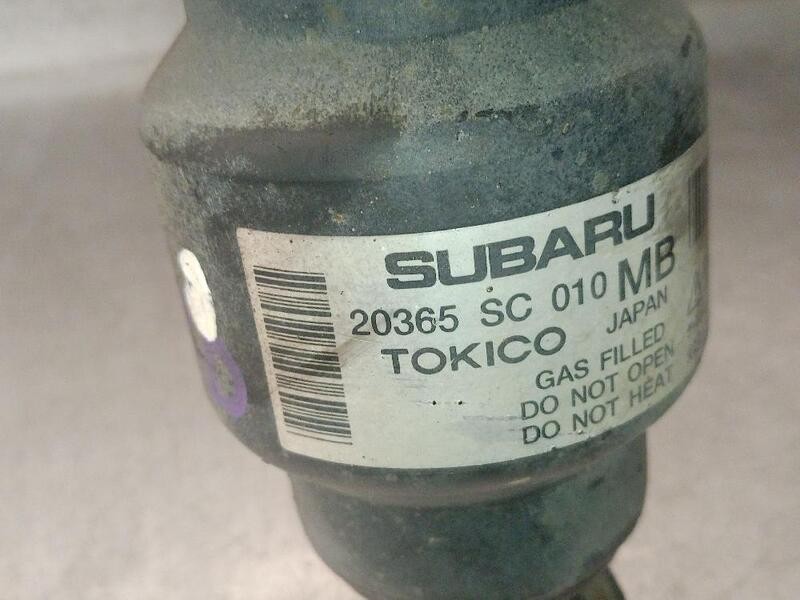 SUBARU
20365 SC 010 MB
TOKICO JAPAN
GAS FILLED
DO NOT OPEN
DO NOT HEAT